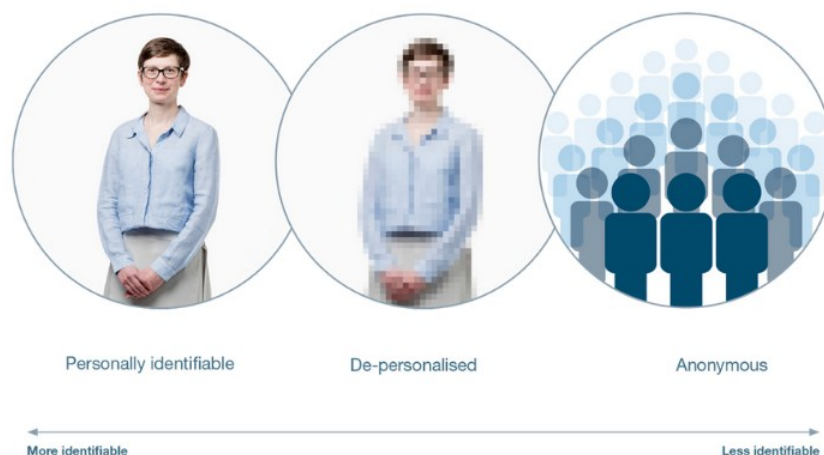 Personally identifiable
De-personalised
Anonymous
More identifiable
Less identifiable